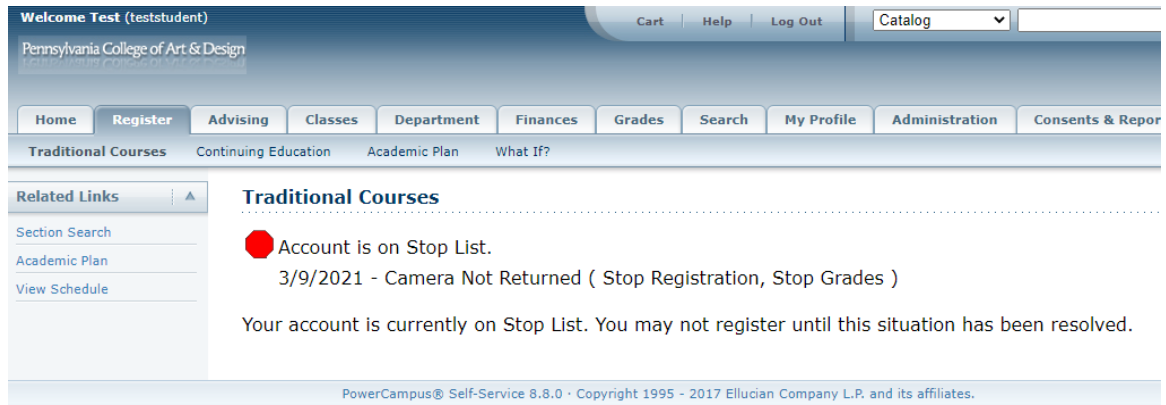 Welcome Test (teststudent)
Cart Help Log Out Catalog
Pennsylvania College of Art & Design
Home Register Advising Classes Department Finances Grades Search My Profile Administration Consents & Repor
Traditional Courses Continuing Education Academic Plan What If?
Related Links
Section Search
Academic Plan
View Schedule
Traditional Courses
Account is on Stop List.
3/9/2021 - Camera Not Returned ( Stop Registration, Stop Grades )
Your account is currently on Stop List. You may not register until this situation has been resolved.
PowerCampus® Self-Service 8.8.0 · Copyright 1995 - 2017 Ellucian Company L.P. and its affiliates.